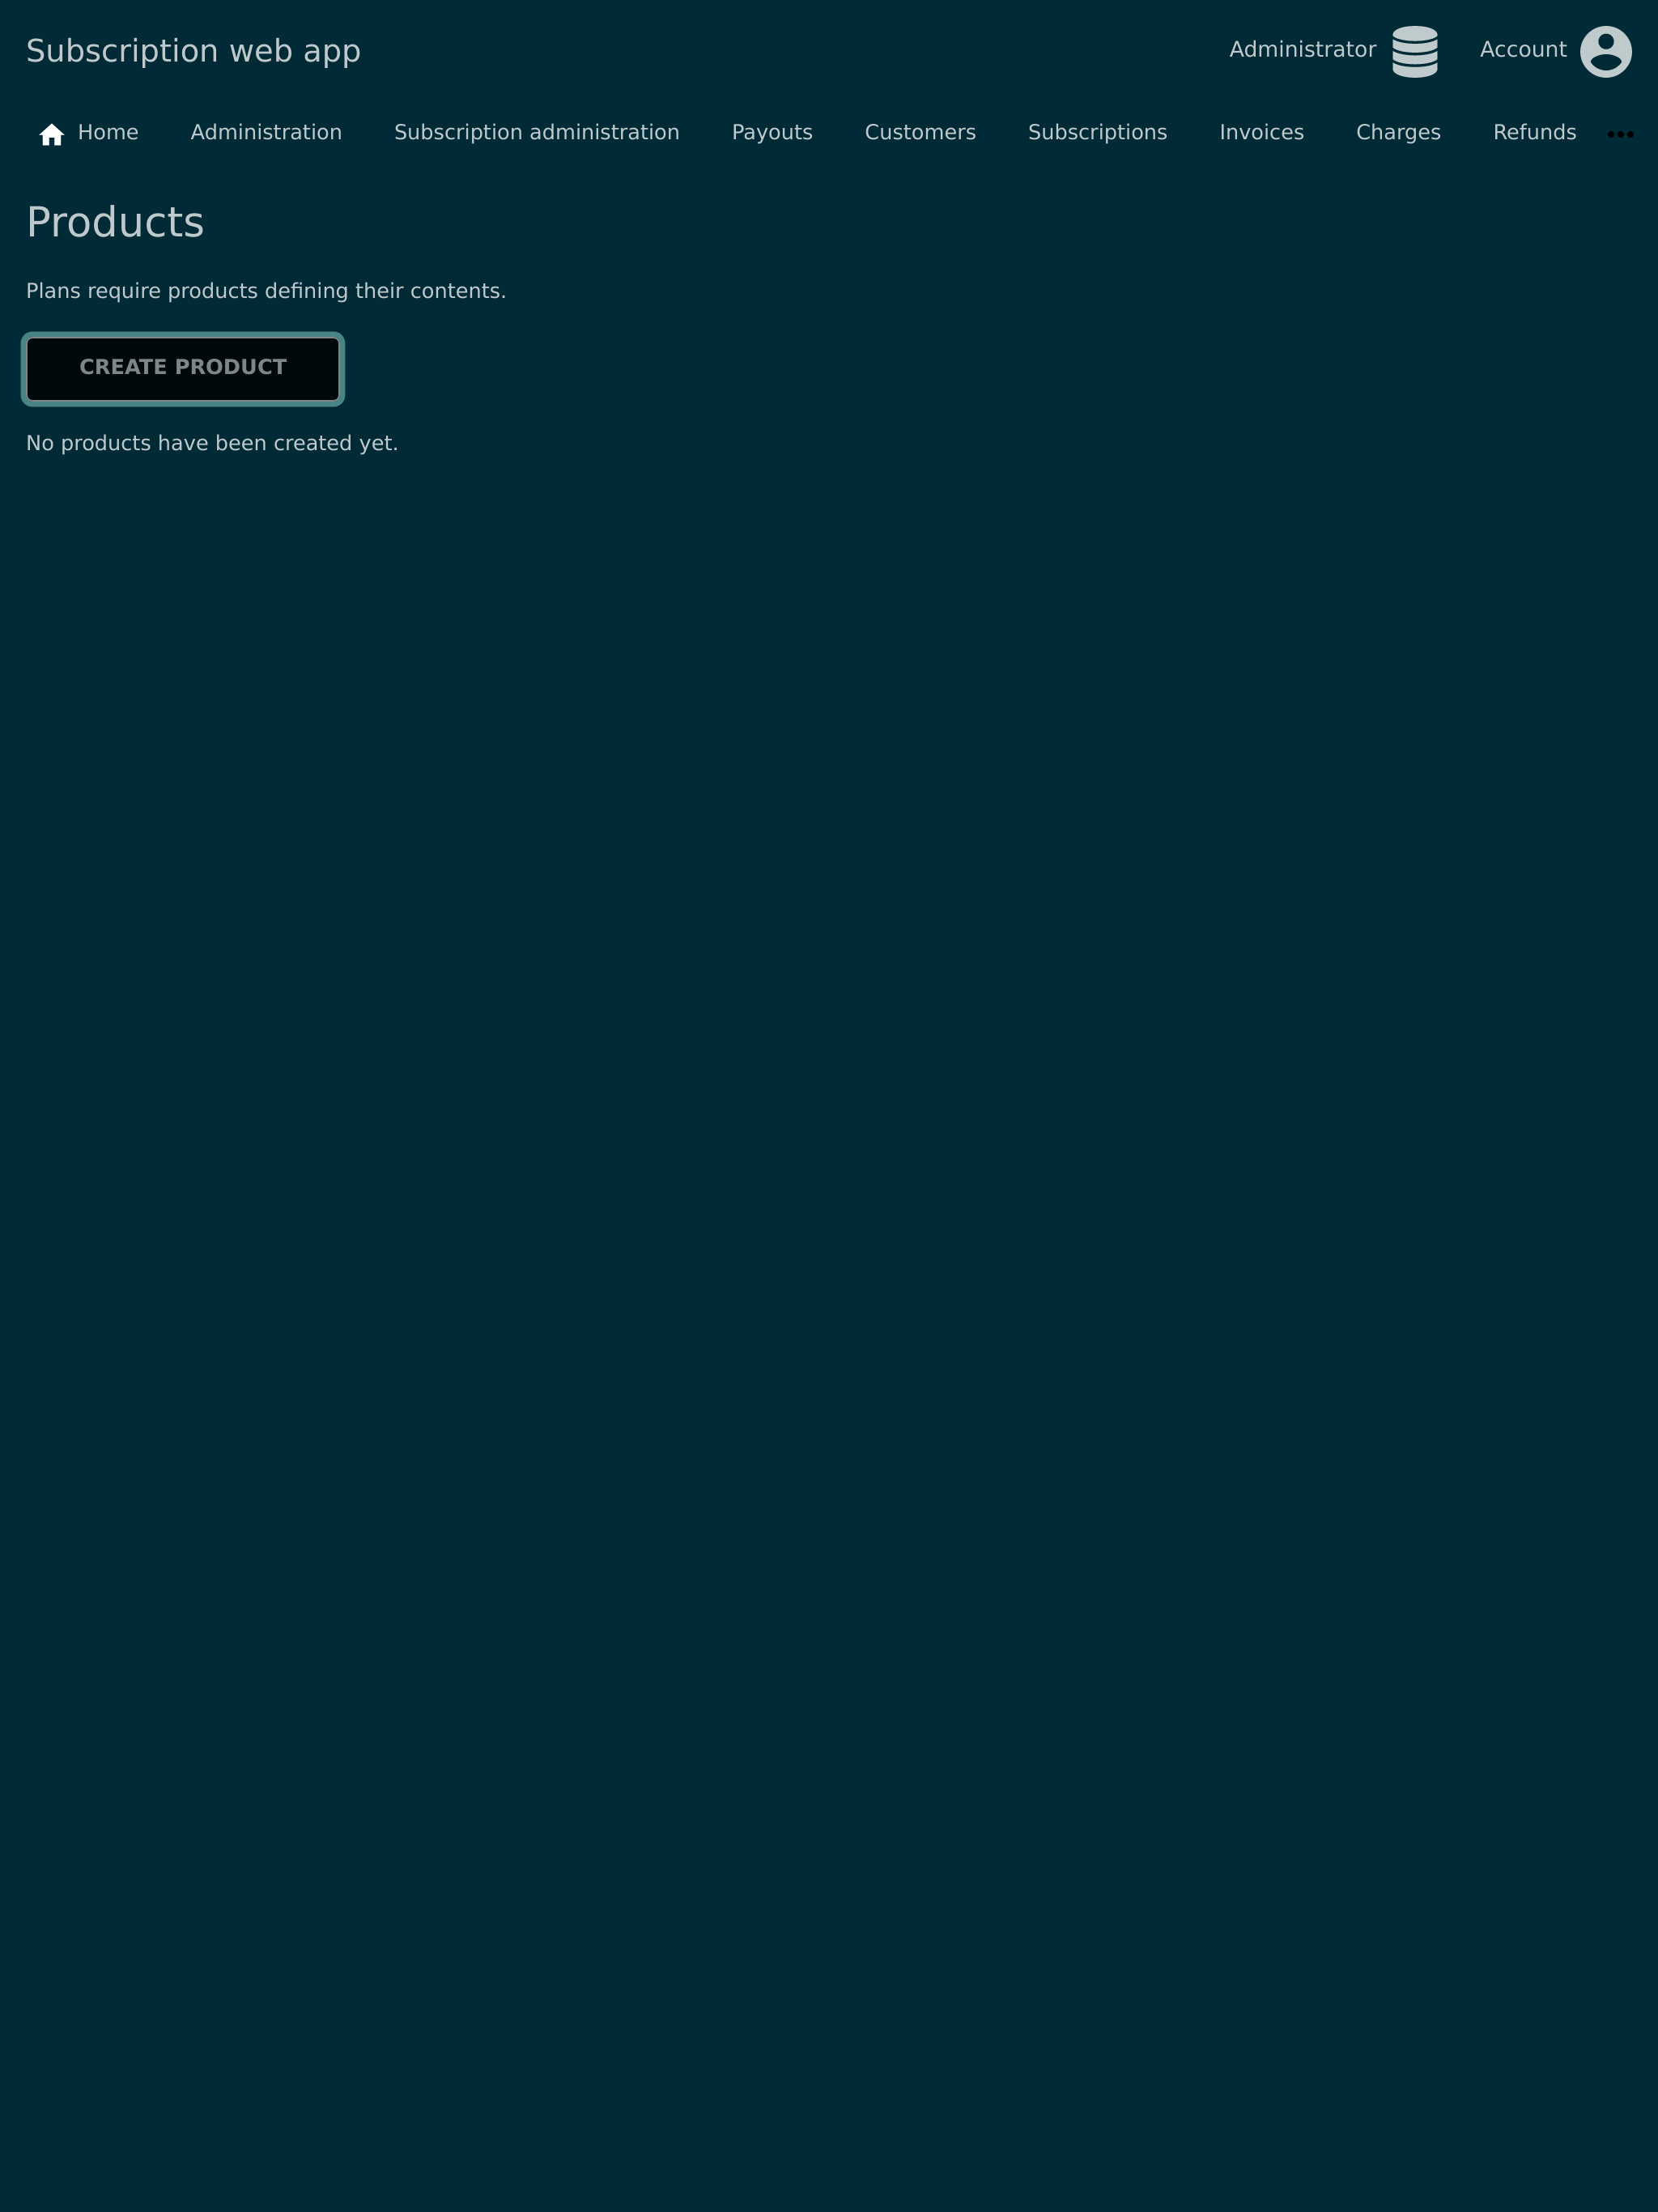 Subscription web app
Administrator
Account
Home
Administration
Subscription administration
Payouts
Customers
Subscriptions
Invoices
Charges
Refunds
Products
Plans require products defining their contents.
CREATE PRODUCT
No products have been created yet.